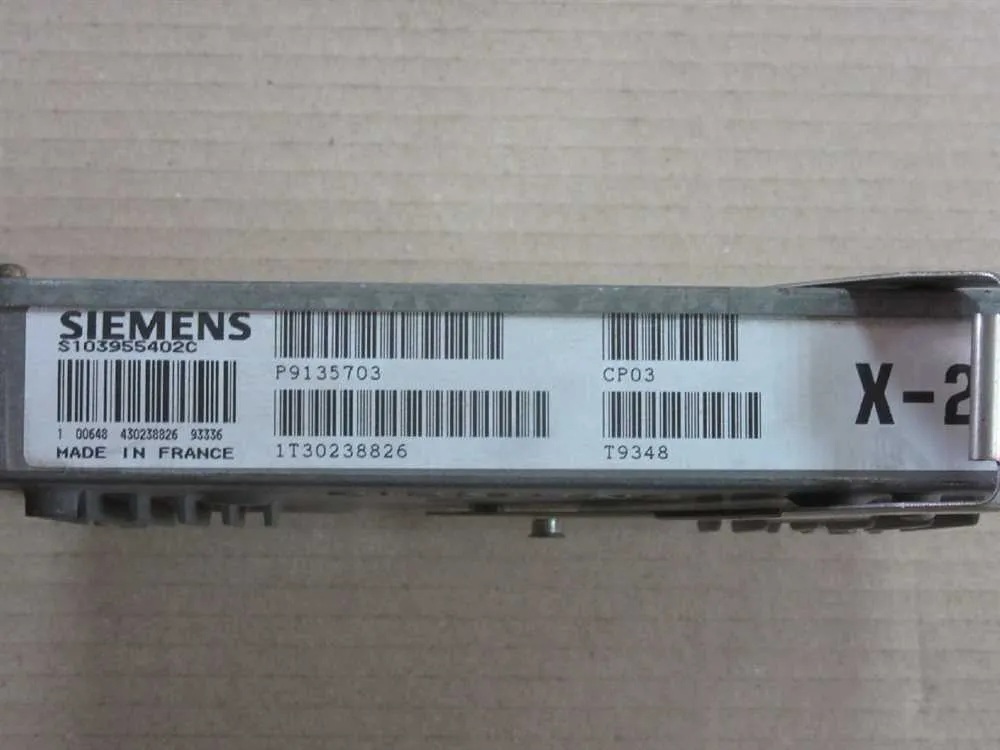 SIEMENS
S103955402C
1 00648 430238826 93336
MADE IN FRANCE
P9135703
1T30238826
CP03
T9348
X-2